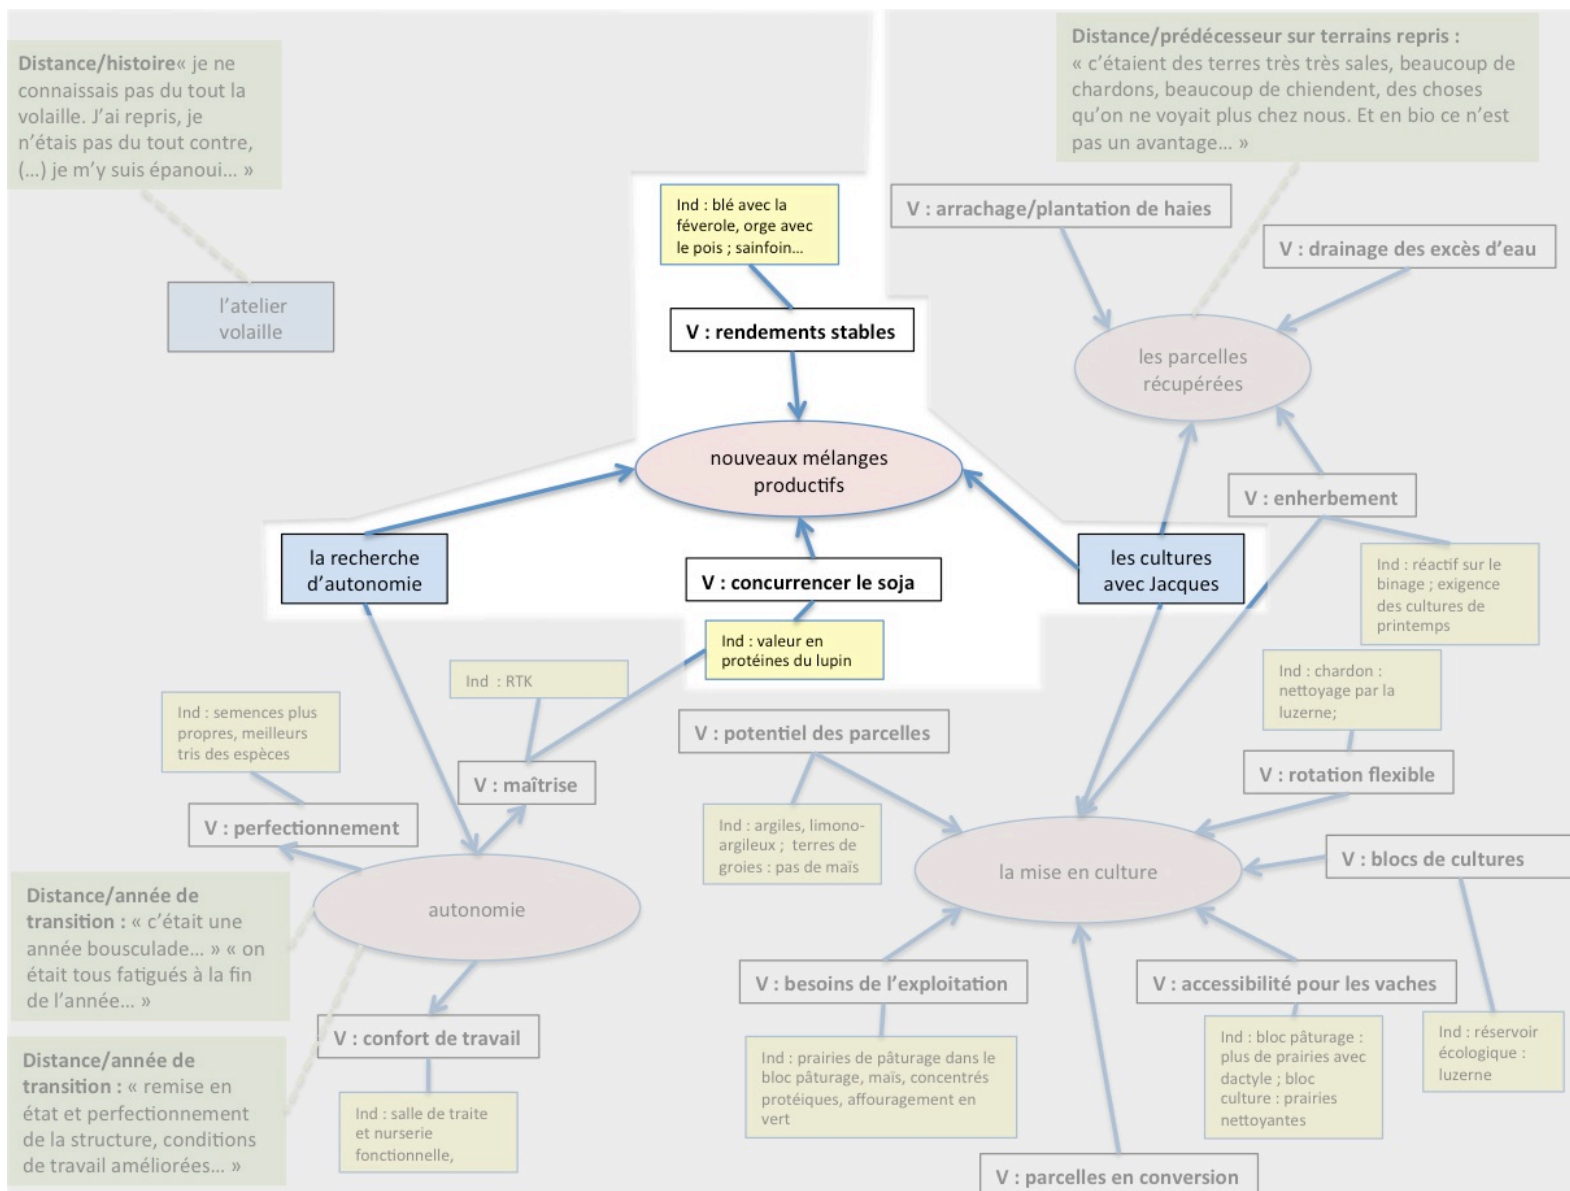 Distance/histoire« je ne
connaissais pas du tout la
volaille. J’ai repris, je
n’étais pas du tout contre,
(…) je m’y suis épanoui… »
Distance/prédécesseur sur terrains repris :
« c’étaient des terres très très sales, beaucoup de
chardons, beaucoup de chiendent, des choses
qu’on ne voyait plus chez nous. Et en bio ce n’est
pas un avantage… »
Ind : blé avec la
féverole, orge avec
le pois ; sainfoin…
V : arrachage/plantation de haies
V : drainage des excès d’eau
l’atelier
volaille
V : rendements stables
les parcelles
récupérées
nouveaux mélanges
productifs
V : enherbement
la recherche
d’autonomie
V : concurrencer le soja
les cultures
avec Jacques
Ind : réactif sur le
binage ; exigence
des cultures de
printemps
Ind : valeur en
protéines du lupin
Ind : RTK
Ind : chardon :
nettoyage par la
luzerne;
Ind : semences plus
propres, meilleurs
tris des espèces
V : potentiel des parcelles
V : maîtrise
V : rotation flexible
V : perfectionnement
Ind : argiles, limono-
argileux ; terres de
groies : pas de maïs
V : blocs de cultures
la mise en culture
autonomie
Distance/année de
transition : « c’était une
année bousculade… » « on
était tous fatigués à la fin
de l’année… »
V : besoins de l’exploitation
V : accessibilité pour les vaches
V : confort de travail
Distance/année de
transition : « remise en
état et perfectionnement
de la structure, conditions
de travail améliorées… »
Ind : salle de traite
et nurserie
fonctionnelle,
Ind : prairies de pâturage dans le
bloc pâturage, maïs, concentrés
protéiques, affouragement en
vert
Ind : bloc pâturage :
plus de prairies avec
dactyle ; bloc
culture : prairies
nettoyantes
Ind : réservoir
écologique :
luzerne
V : parcelles en conversion